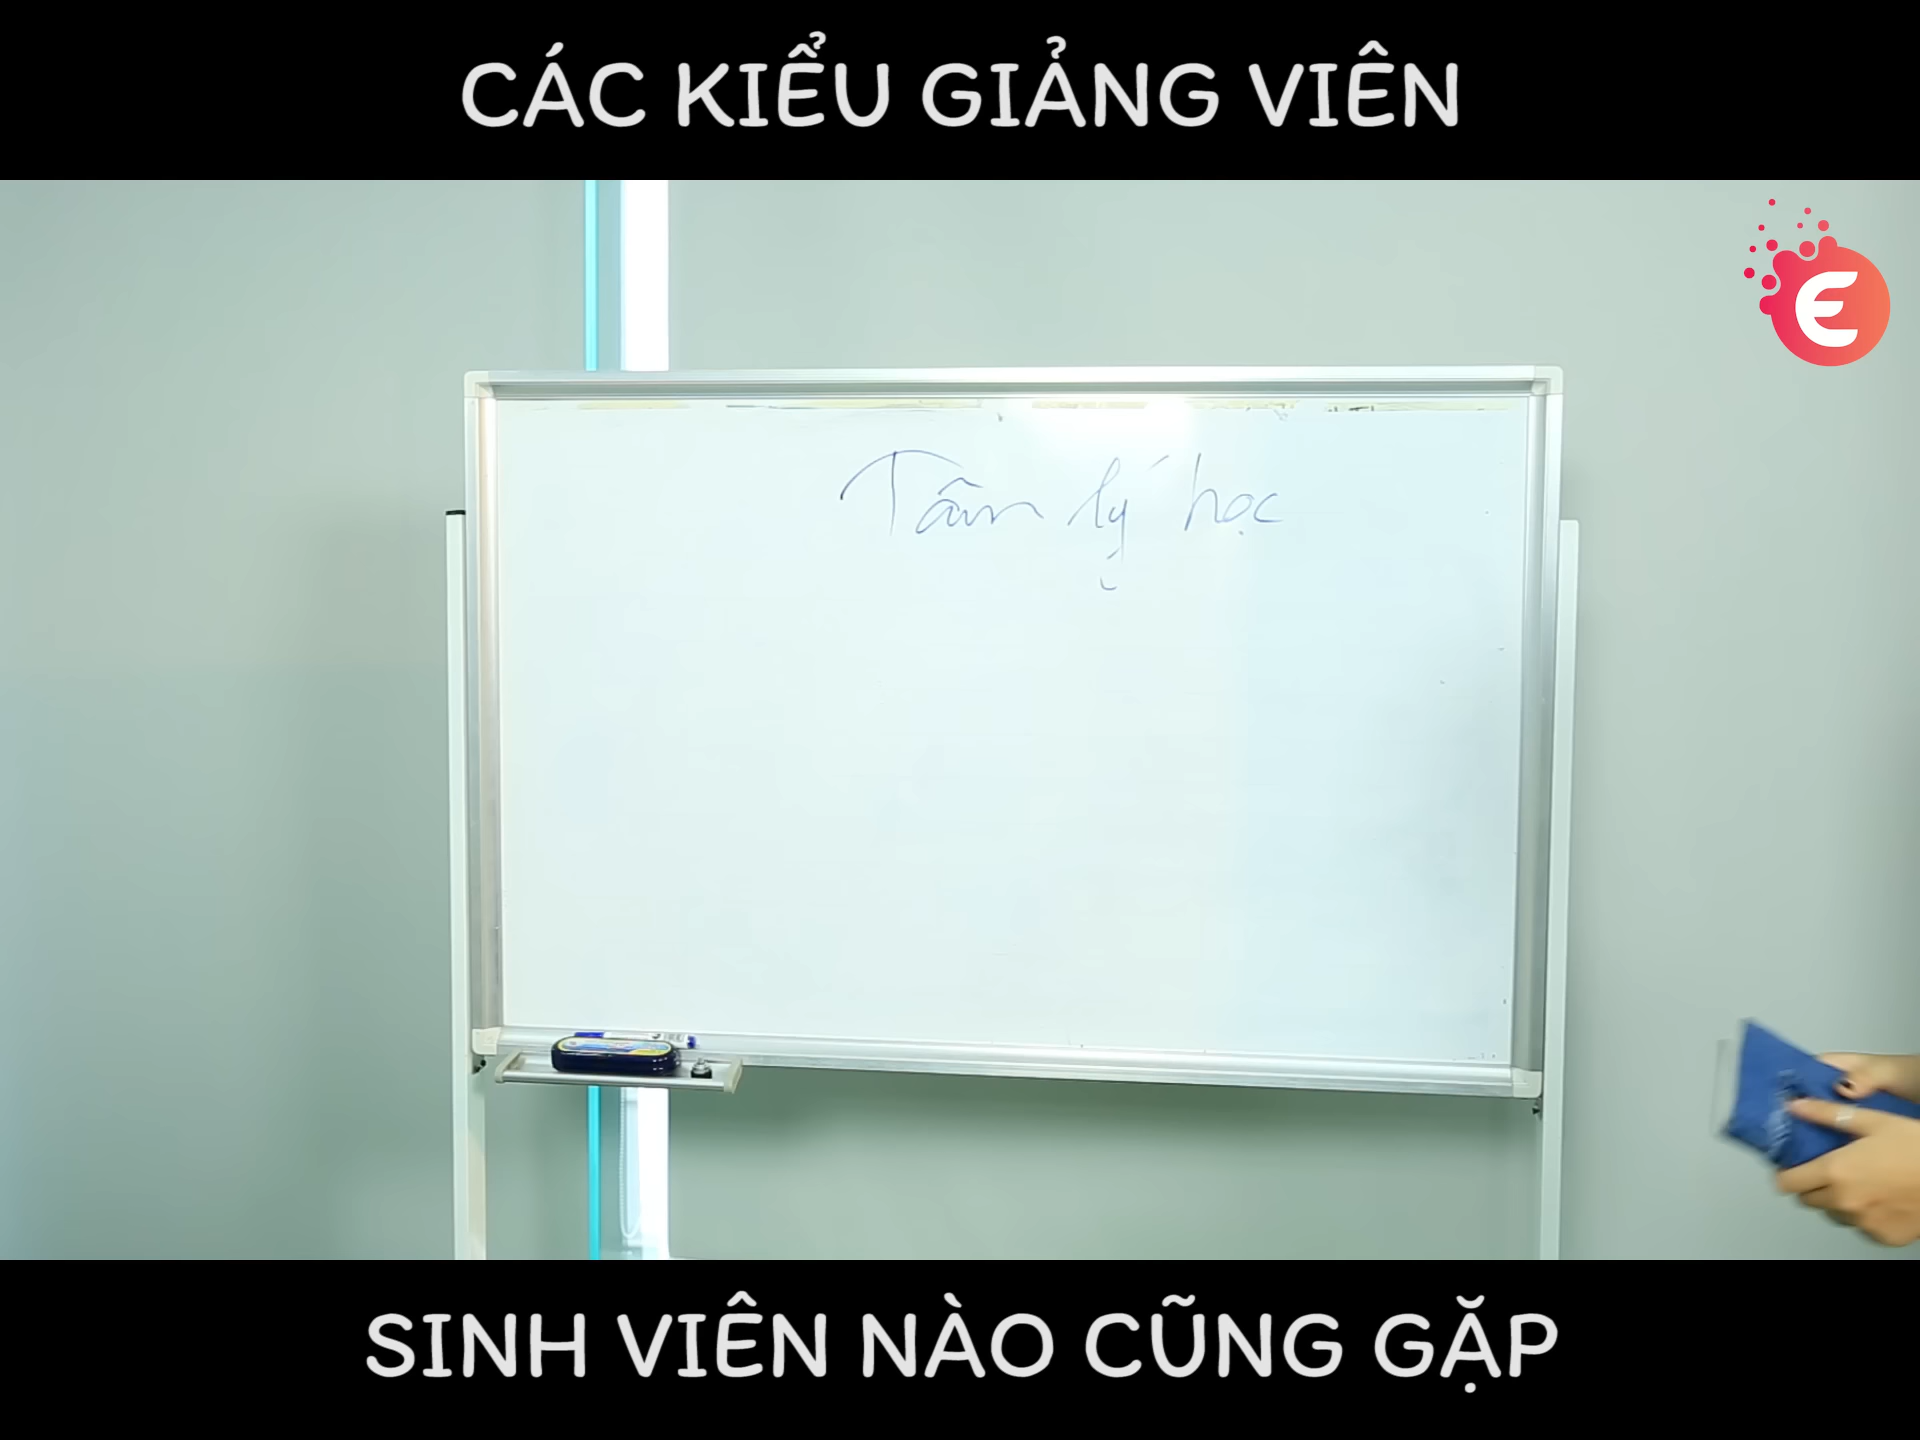 CÁC KIỂU GIẢNG VIÊN
E
Tâm lý học
SINH VIÊN NÀO CŨNG GẶP